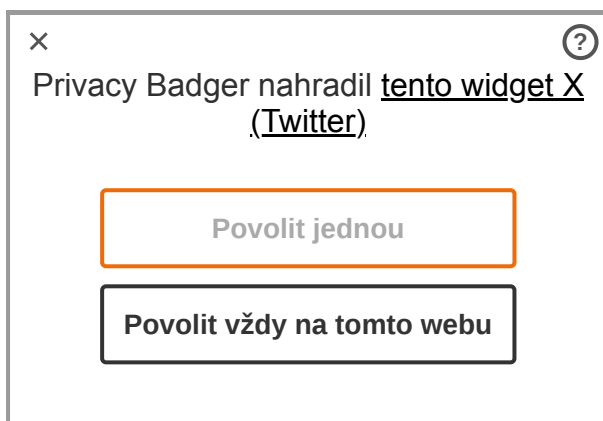 × ?
Privacy Badger nahradil tento widget X
(Twitter)
Povolit jednou
Povolit vždy na tomto webu